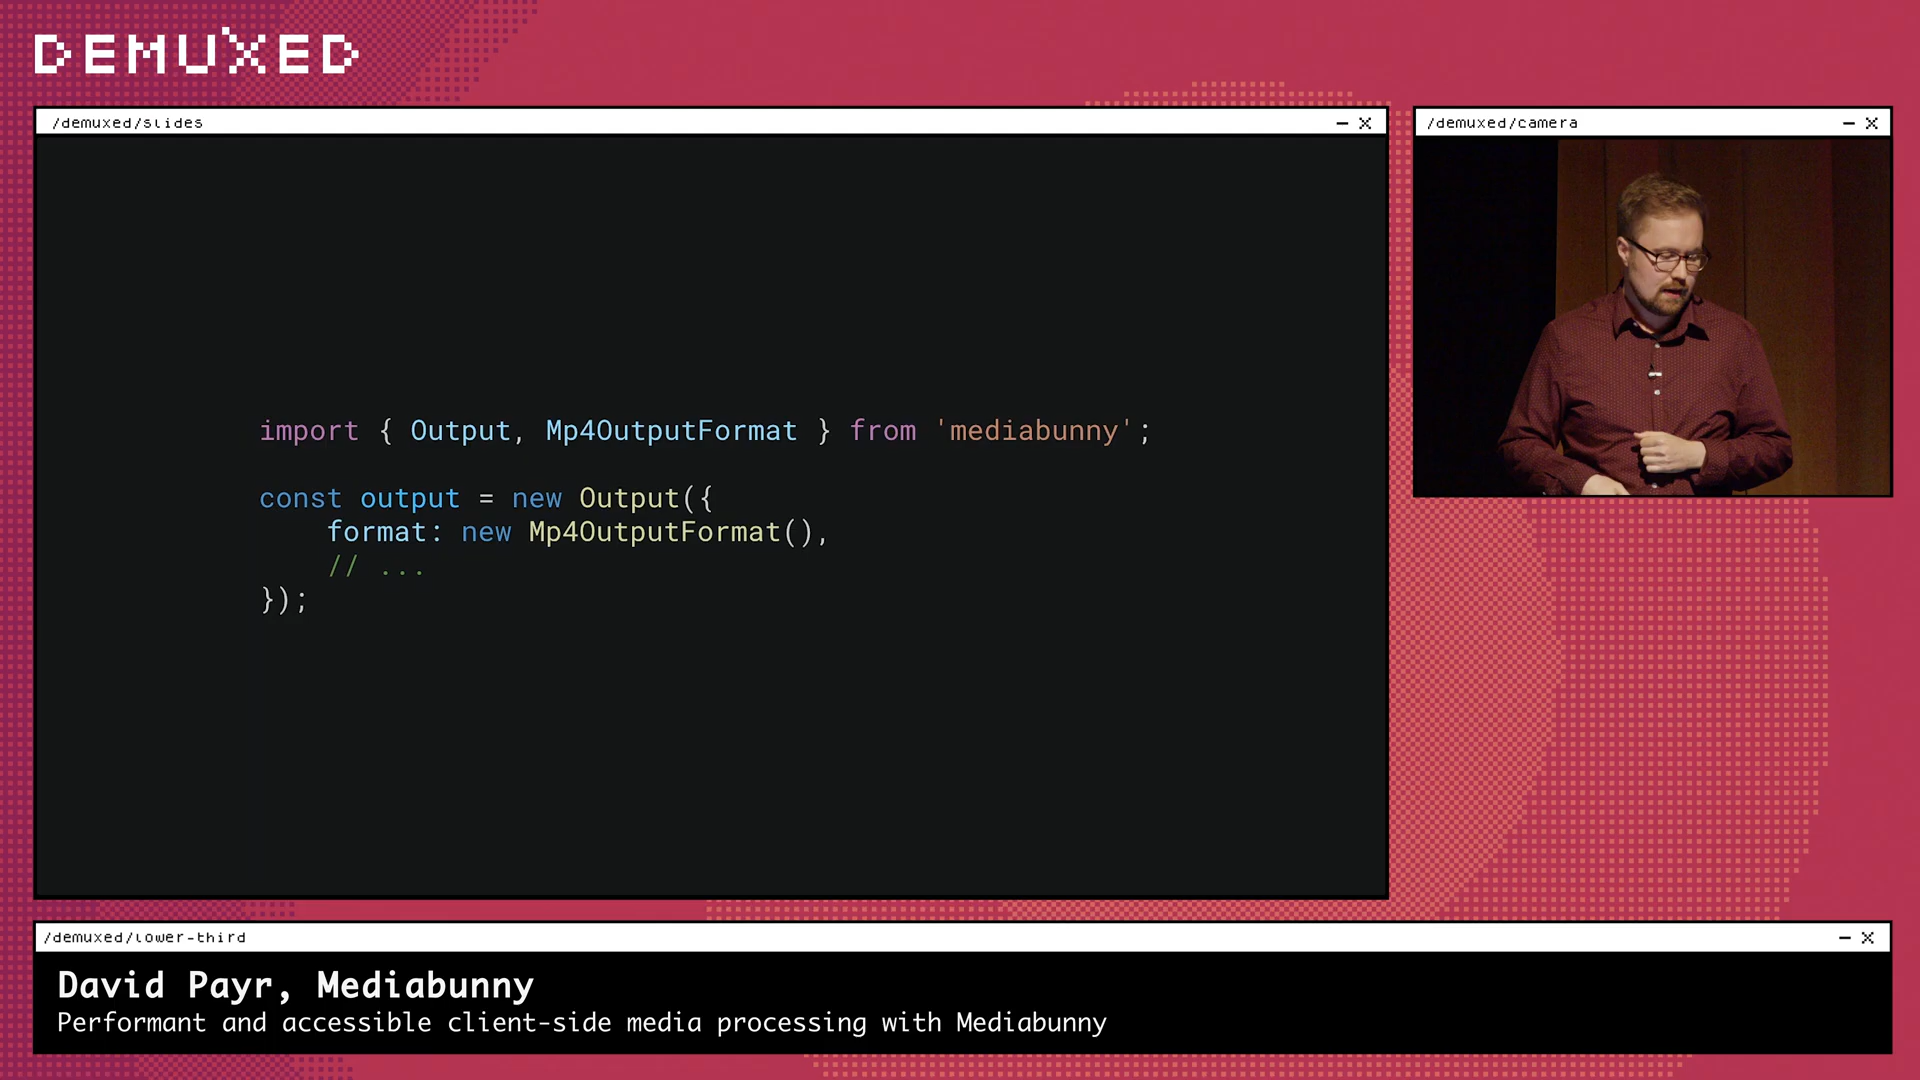 DEMUXED
/demuxed/slides
/demuxed/camera
import { Output, Mp4OutputFormat } from 'mediabunny';
const output = new Output({
format: new Mp4OutputFormat(),
// ...
});
/demuxed/lower-third
David Payr, Mediabunny
Performant and accessible client-side media processing with Mediabunny